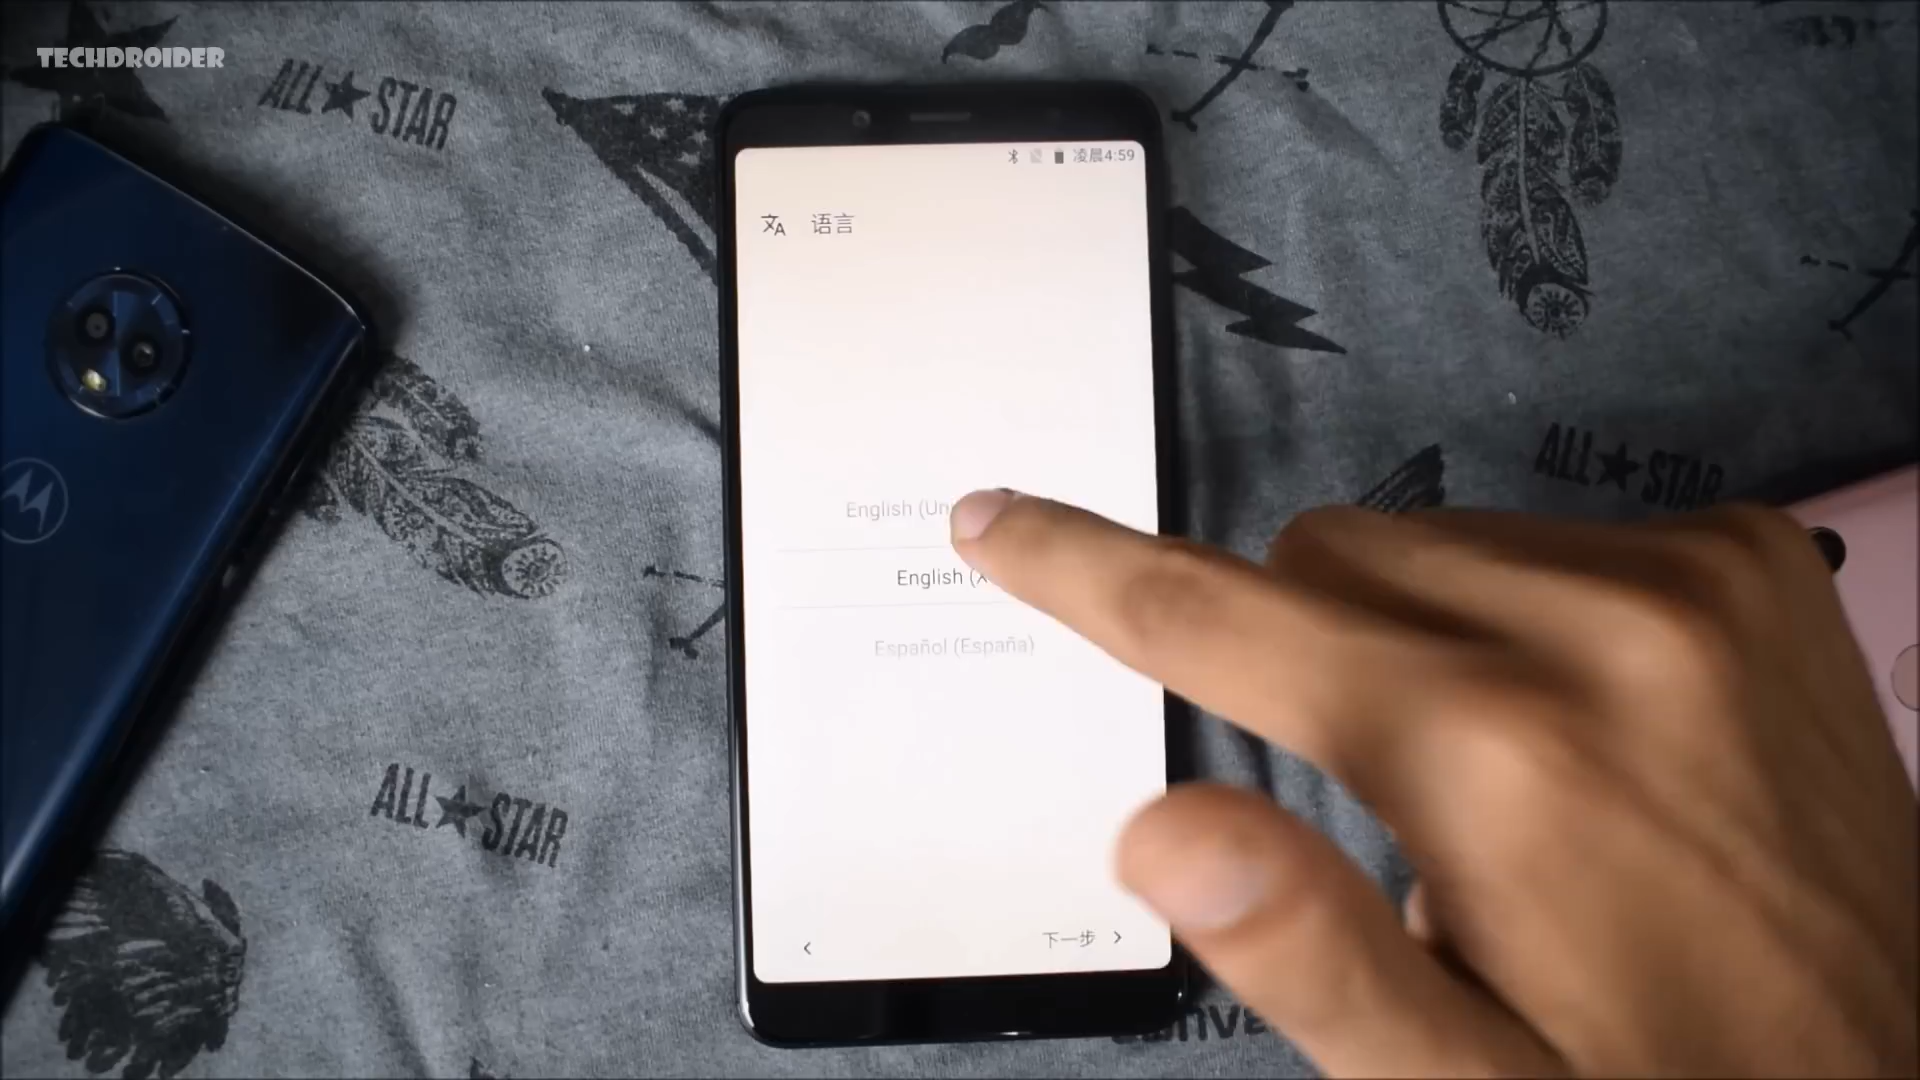 TECHDROIDER
ALL★STAR
凌晨4:59
语言
English (Un
English (X
Español (España)
下一步
ALL★STAR
ALL★STAR